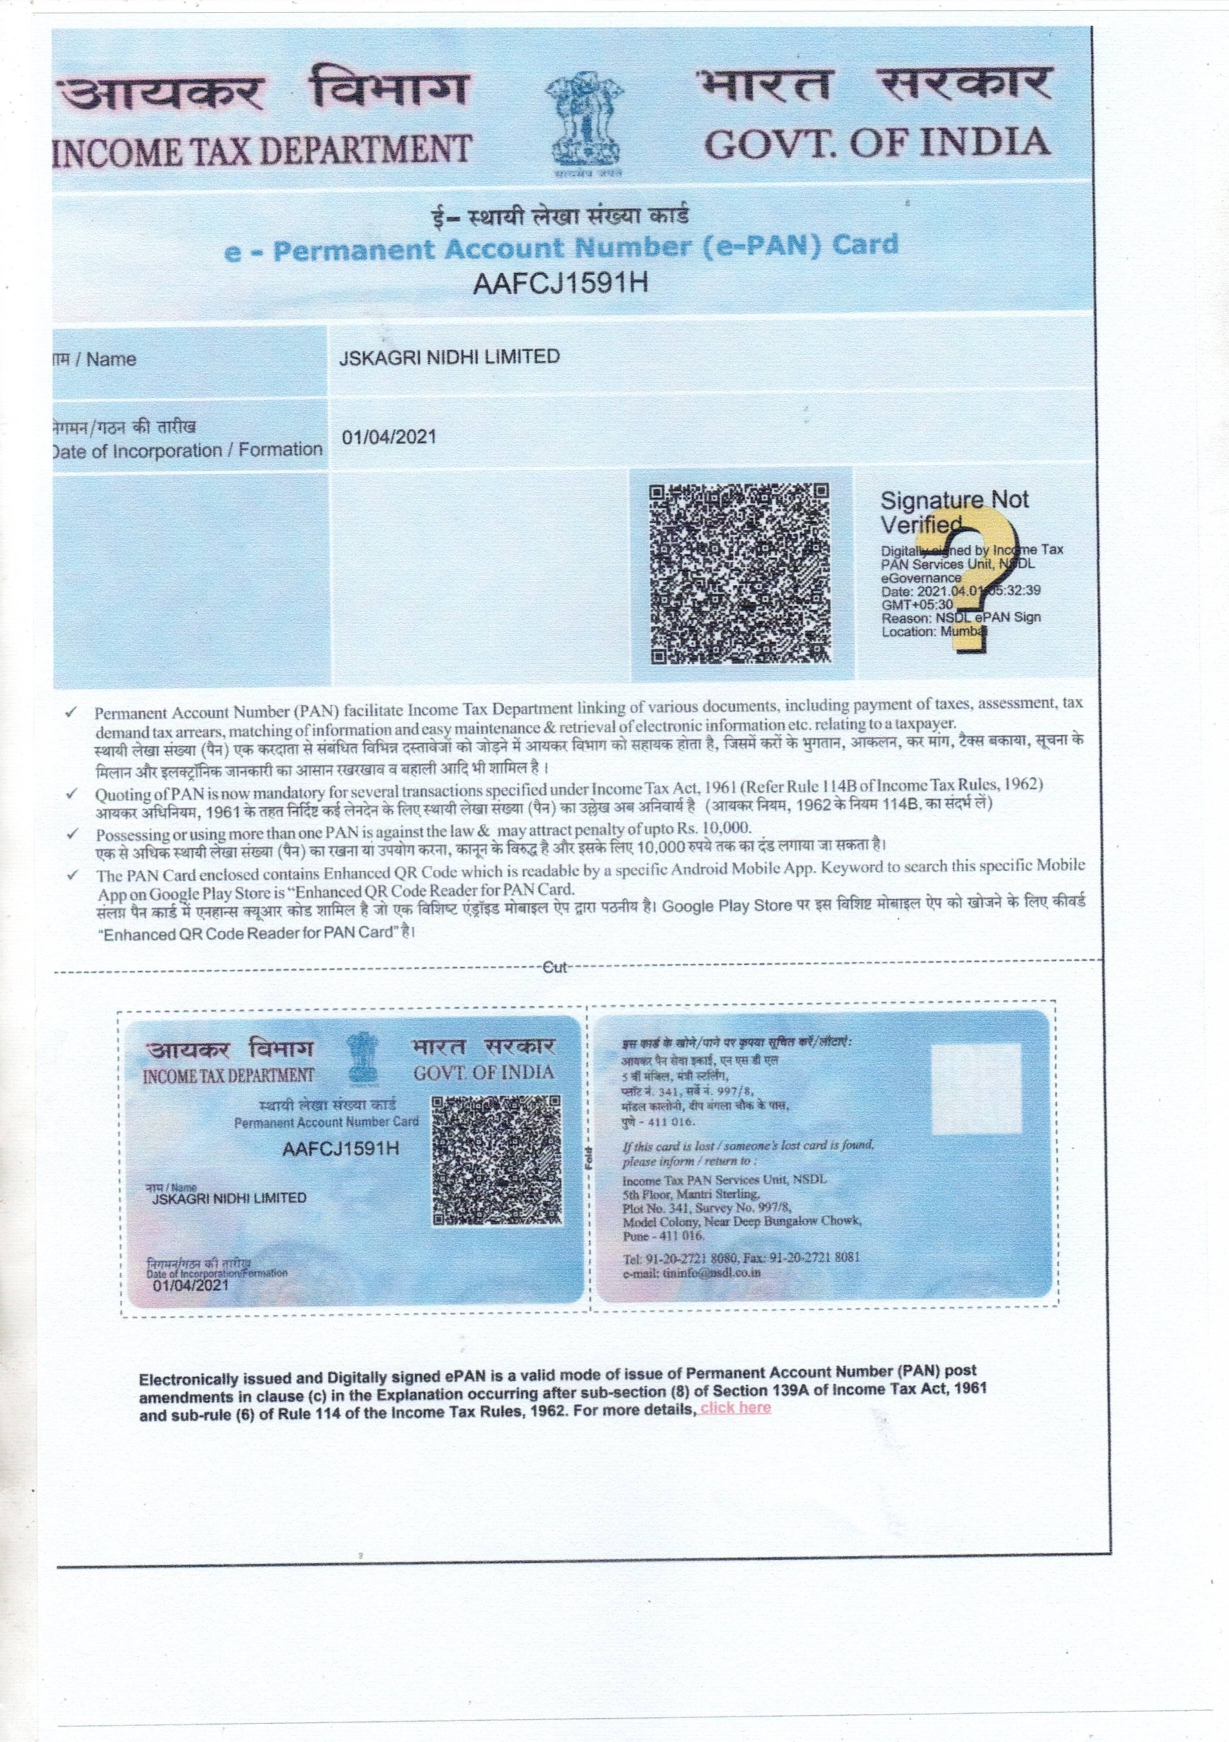 आयकर विभाग
INCOME TAX DEPARTMENT
सत्यमेव जयते
भारत सरकार
GOVT. OF INDIA
ई- स्थायी लेखा संख्या कार्ड
e - Permanent Account Number (e-PAN) Card
AAFCJ1591H
/ Name
JSKAGRI NIDHI LIMITED
निगमन/गठन की तारीख
Date of Incorporation / Formation
01/04/2021
Signature Not
Verified
Digitally signed by Income Tax
PAN Services Unit, NSDL
eGovernance
Date: 2021.04.01 05:32:39
GMT+05:30
Reason: NSDL ePAN Sign
Location: Mumbai
✓ Permanent Account Number (PAN) facilitate Income Tax Department linking of various documents, including payment of taxes, assessment, tax
demand tax arrears, matching of information and easy maintenance & retrieval of electronic information etc. relating to a taxpayer.
स्थायी लेखा संख्या (पैन) एक करदाता से संबंधित विभिन्न दस्तावेजों को जोड़ने में आयकर विभाग को सहायक होता है, जिसमें करों के भुगतान, आकलन, कर मांग, टैक्स बकाया, सूचना के
मिलान और इलक्ट्रॉनिक जानकारी का आसान रखरखाव व बहाली आदि भी शामिल है ।
✓ Quoting of PAN is now mandatory for several transactions specified under Income Tax Act, 1961 (Refer Rule 114B of Income Tax Rules, 1962)
आयकर अधिनियम, 1961 के तहत निर्दिष्ट कई लेनदेन के लिए स्थायी लेखा संख्या (पैन) का उल्लेख अब अनिवार्य है (आयकर नियम, 1962 के नियम 114B, का संदर्भ लें)
✓ Possessing or using more than one PAN is against the law & may attract penalty of upto Rs. 10,000.
एक से अधिक स्थायी लेखा संख्या (पैन) का रखना या उपयोग करना, कानून के विरुद्ध है और इसके लिए 10,000 रुपये तक का दंड लगाया जा सकता है।
✓ The PAN Card enclosed contains Enhanced QR Code which is readable by a specific Android Mobile App. Keyword to search this specific Mobile
App on Google Play Store is "Enhanced QR Code Reader for PAN Card.
संलग्न पैन कार्ड में एनहान्स क्यूआर कोड शामिल है जो एक विशिष्ट एंड्रॉइड मोबाइल ऐप द्वारा पठनीय है। Google Play Store पर इस विशिष्ट मोबाइल ऐप को खोजने के लिए कीवर्ड
"Enhanced QR Code Reader for PAN Card" है।
Cut
आयकर विभाग
INCOME TAX DEPARTMENT
भारत सरकार
GOVT. OF INDIA
स्थायी लेखा संख्या कार्ड
Permanent Account Number Card
AAFCJ1591H
नाम / Name
JSKAGRI NIDHI LIMITED
निगमन/गठन की तारीख
Date of Incorporation/Formation
01/04/2021
Fold
इस कार्ड के खोने/पाने पर कृपया सूचित करें/लौटाएं:
आयकर पैन सेवा इकाई, एन एस डी एल
5 वीं मंजिल, मंत्री स्टर्लिंग,
प्लॉट नं. 341, सर्वे नं. 997/8,
मॉडल कालोनी, दीप बंगला चौक के पास,
पुणे - 411 016.
If this card is lost / someone's lost card is found,
please inform / return to :
Income Tax PAN Services Unit, NSDL
5th Floor, Mantri Sterling,
Plot No. 341, Survey No. 997/8,
Model Colony, Near Deep Bungalow Chowk,
Pune - 411 016.
Tel: 91-20-2721 8080, Fax: 91-20-2721 8081
e-mail: tininfo@nsdl.co.in
Electronically issued and Digitally signed ePAN is a valid mode of issue of Permanent Account Number (PAN) post
amendments in clause (c) in the Explanation occurring after sub-section (8) of Section 139A of Income Tax Act, 1961
and sub-rule (6) of Rule 114 of the Income Tax Rules, 1962. For more details, click here